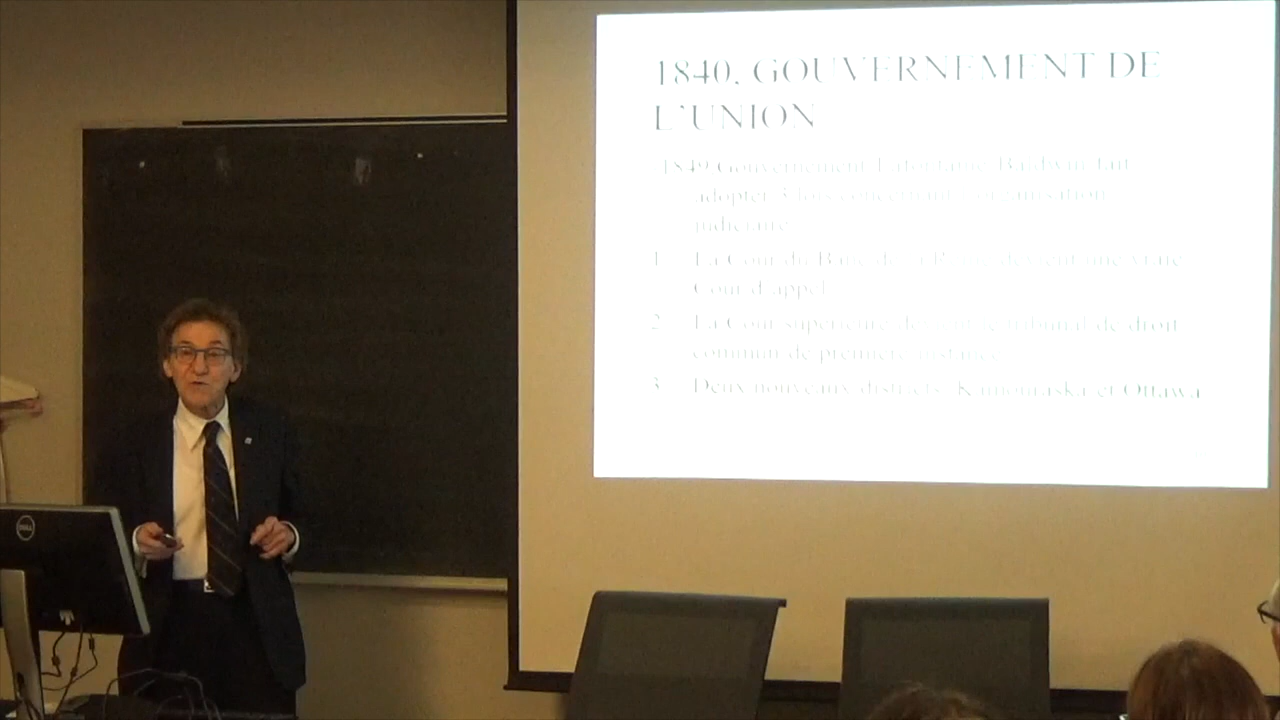 1840, GOUVERNEMENT DE
L'UNION
1849 Gouvernement Lafontaine-Baldwin fait
adopter 3 lois concernant l'organisation
judiciaire
1. La Cour du Banc de la Reine devient une vraie
Cour d'appel
2. La Cour supérieure devient le tribunal de droit
commun de première instance
3. Deux nouveaux districts: Kamouraska et Ottawa
DELL